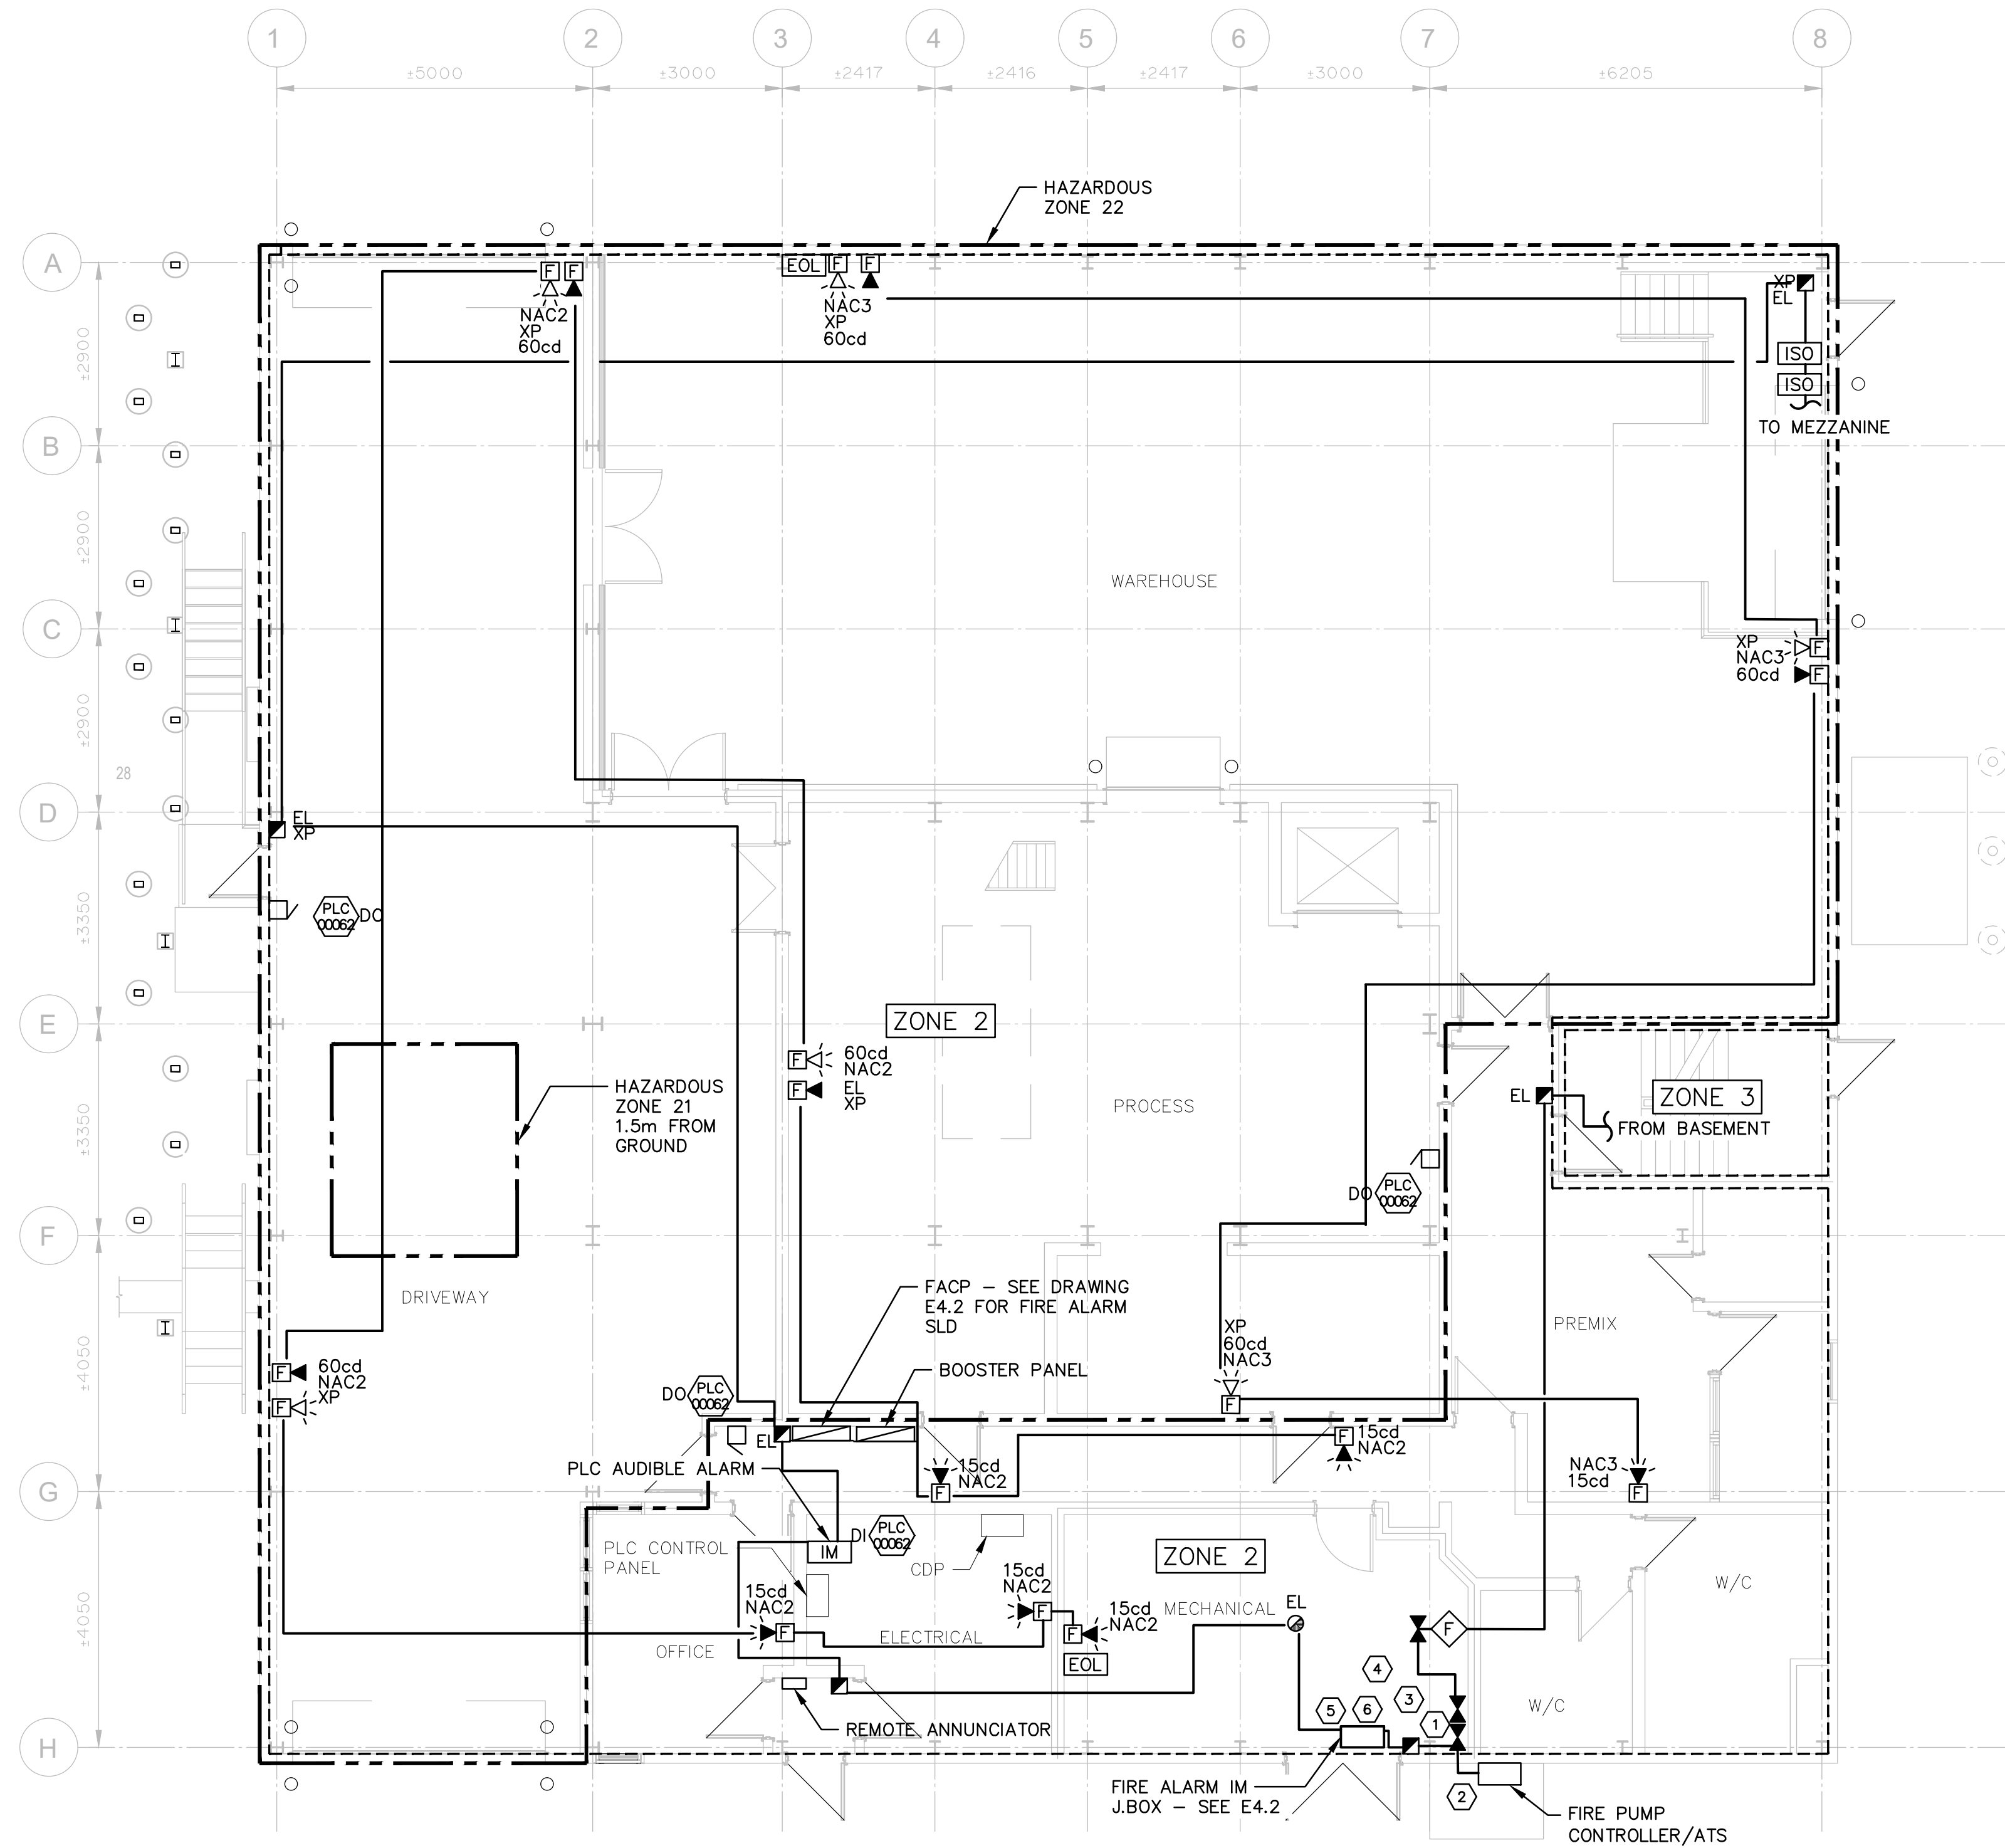 1
2
3
4
5
6
7
8
±5000
±3000
±2417
±2416
±2417
±3000
±6205
HAZARDOUS
ZONE 22
A
B
C
D
E
F
G
H
±2900
±2900
±2900
±3350
±3350
±4050
±4050
28
F
F
NAC2
XP
60cd
EOL
F
F
NAC3
XP
60cd
XP
EL
ISO
ISO
TO MEZZANINE
WAREHOUSE
XP
NAC3
60cd
F
F
EL
XP
PLC
00062
DO
ZONE 2
F
60cd
NAC2
F
EL
XP
HAZARDOUS
ZONE 21
1.5m FROM
GROUND
PROCESS
EL
ZONE 3
FROM BASEMENT
DO
PLC
00062
DRIVEWAY
FACP – SEE DRAWING
E4.2 FOR FIRE ALARM
SLD
BOOSTER PANEL
PREMIX
F
60cd
NAC2
F
XP
XP
60cd
NAC3
F
DO
PLC
00062
EL
PLC AUDIBLE ALARM
15cd
NAC2
F
F
15cd
NAC2
NAC3
15cd
F
PLC CONTROL
PANEL
IM
DI
PLC
00062
CDP
ZONE 2
W/C
15cd
NAC2
F
15cd
NAC2
F
15cd
NAC2
F
EOL
MECHANICAL
EL
F
OFFICE
ELECTRICAL
4
3
5
6
1
2
W/C
REMOTE ANNUNCIATOR
FIRE ALARM IM
J.BOX – SEE E4.2
FIRE PUMP
CONTROLLER/ATS